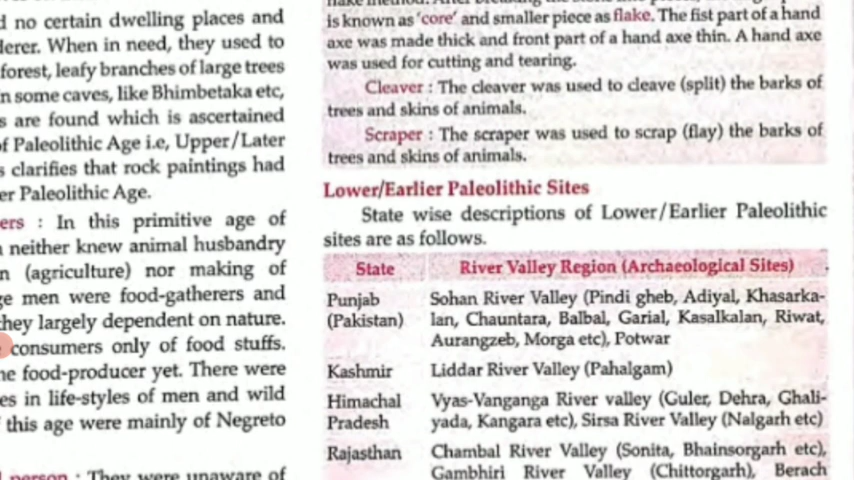 d no certain dwelling places and
derer. When in need, they used to
forest, leafy branches of large trees
n some caves, like Bhimbetaka etc,
s are found which is ascertained
of Paleolithic Age i.e, Upper/Later
s clarifies that rock paintings had
er Paleolithic Age.
ers : In this primitive age of
neither knew animal husbandry
n (agriculture) nor making of
ge men were food-gatherers and
they largely dependent on nature.
consumers only of food stuffs.
ne food-producer yet. There were
es in life-styles of men and wild
this age were mainly of Negreto
person : They were unaware of
is known as 'core' and smaller piece as flake. The fist part of a hand
axe was made thick and front part of a hand axe thin. A hand axe
was used for cutting and tearing.
Cleaver : The cleaver was used to cleave (split) the barks of
trees and skins of animals.
Scraper : The scraper was used to scrap (flay) the barks of
trees and skins of animals.
Lower/Earlier Paleolithic Sites
State wise descriptions of Lower/Earlier Paleolithic
sites are as follows.
State River Valley Region (Archaeological Sites)
Punjab Sohan River Valley (Pindi gheb, Adiyal, Khasarka-
(Pakistan) lan, Chauntara, Balbal, Garial, Kasalkalan, Riwat,
Aurangzeb, Morga etc), Potwar
Kashmir Liddar River Valley (Pahalgam)
Himachal Vyas-Vanganga River valley (Guler, Dehra, Ghali-
Pradesh yada, Kangara etc), Sirsa River Valley (Nalgarh etc)
Rajasthan Chambal River Valley (Sonita, Bhainsorgarh etc),
Gambhiri River Valley (Chittorgarh), Berach